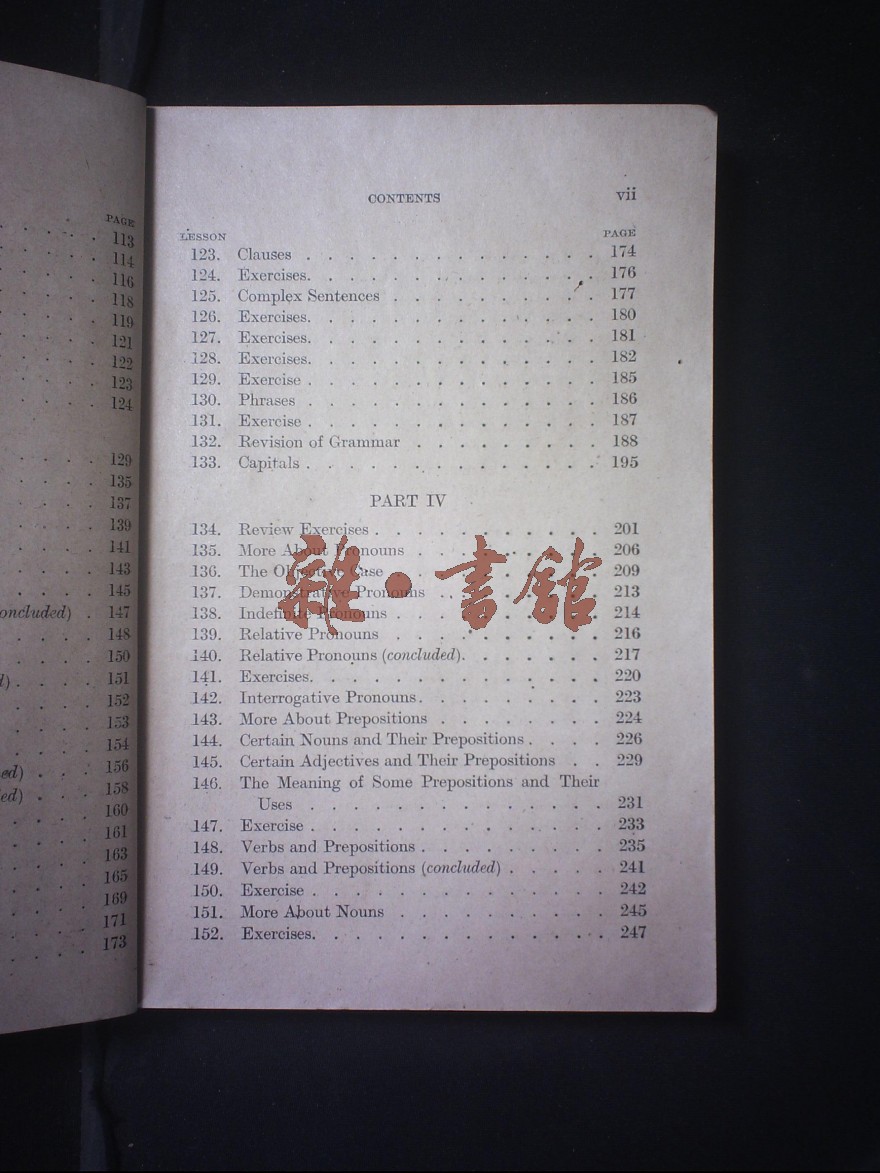 PAGE
113
114
116
118
119
121
122
123
124
129
135
137
139
141
143
145
oncluded) . 147
148
150
). . . . 151
152
153
154
ed) . . . 156
ed) . . . 158
160
161
163
165
169
171
173
CONTENTS vii
LESSON PAGE
123. Clauses . . . . . . . . . . . . . . 174
124. Exercises. . . . . . . . . . . . . . 176
125. Complex Sentences . . . . . . . . . . 177
126. Exercises. . . . . . . . . . . . . . 180
127. Exercises. . . . . . . . . . . . . . 181
128. Exercises. . . . . . . . . . . . . . 182
129. Exercise . . . . . . . . . . . . . . 185
130. Phrases . . . . . . . . . . . . . . 186
131. Exercise . . . . . . . . . . . . . . 187
132. Revision of Grammar . . . . . . . . . 188
133. Capitals . . . . . . . . . . . . . . 195
PART IV
134. Review Exercises . . . . . . . . . . . 201
135. More About Pronouns . . . . . . . . . 206
136. The Objective Case . . . . . . . . . . 209
137. Demonstrative Pronouns . . . . . . . . 213
138. Indefinite Pronouns . . . . . . . . . . 214
139. Relative Pronouns . . . . . . . . . . 216
140. Relative Pronouns (concluded). . . . . . . 217
141. Exercises. . . . . . . . . . . . . . 220
142. Interrogative Pronouns. . . . . . . . . 223
143. More About Prepositions . . . . . . . . 224
144. Certain Nouns and Their Prepositions . . . . 226
145. Certain Adjectives and Their Prepositions . . 229
146. The Meaning of Some Prepositions and Their
Uses . . . . . . . . . . . . . . 231
147. Exercise . . . . . . . . . . . . . . 233
148. Verbs and Prepositions . . . . . . . . . 235
149. Verbs and Prepositions (concluded) . . . . . 241
150. Exercise . . . . . . . . . . . . . . 242
151. More About Nouns . . . . . . . . . . 245
152. Exercises. . . . . . . . . . . . . . 247
雜·書館